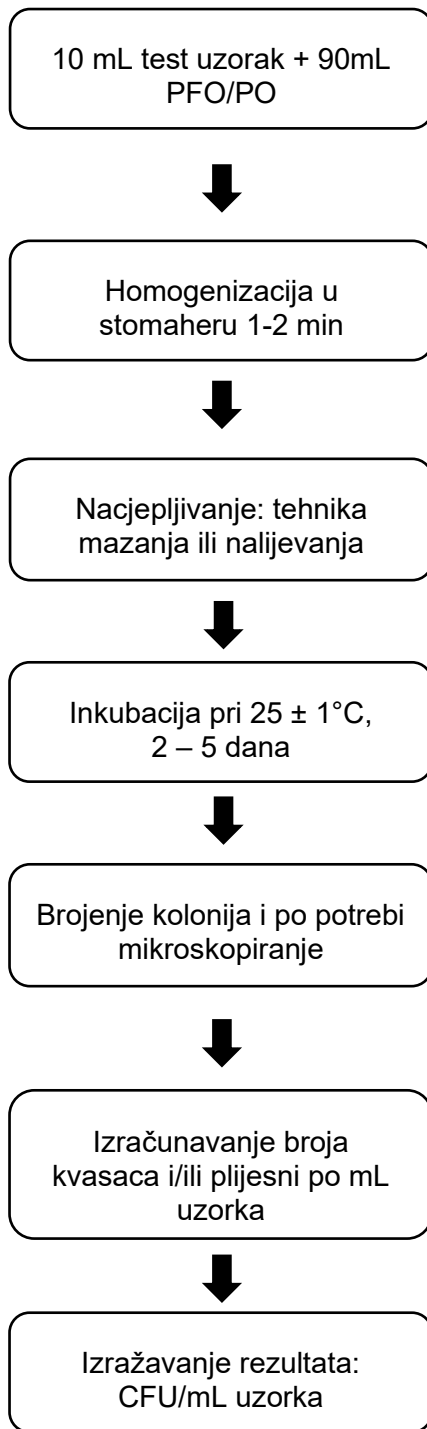 10 mL test uzorak + 90mL
PFO/PO
Homogenizacija u
stomaheru 1-2 min
Nacjepljivanje: tehnika
mazanja ili nalijevanja
Inkubacija pri 25 ± 1°C,
2 – 5 dana
Brojenje kolonija i po potrebi
mikroskopiranje
Izračunavanje broja
kvasaca i/ili plijesni po mL
uzorka
Izražavanje rezultata:
CFU/mL uzorka